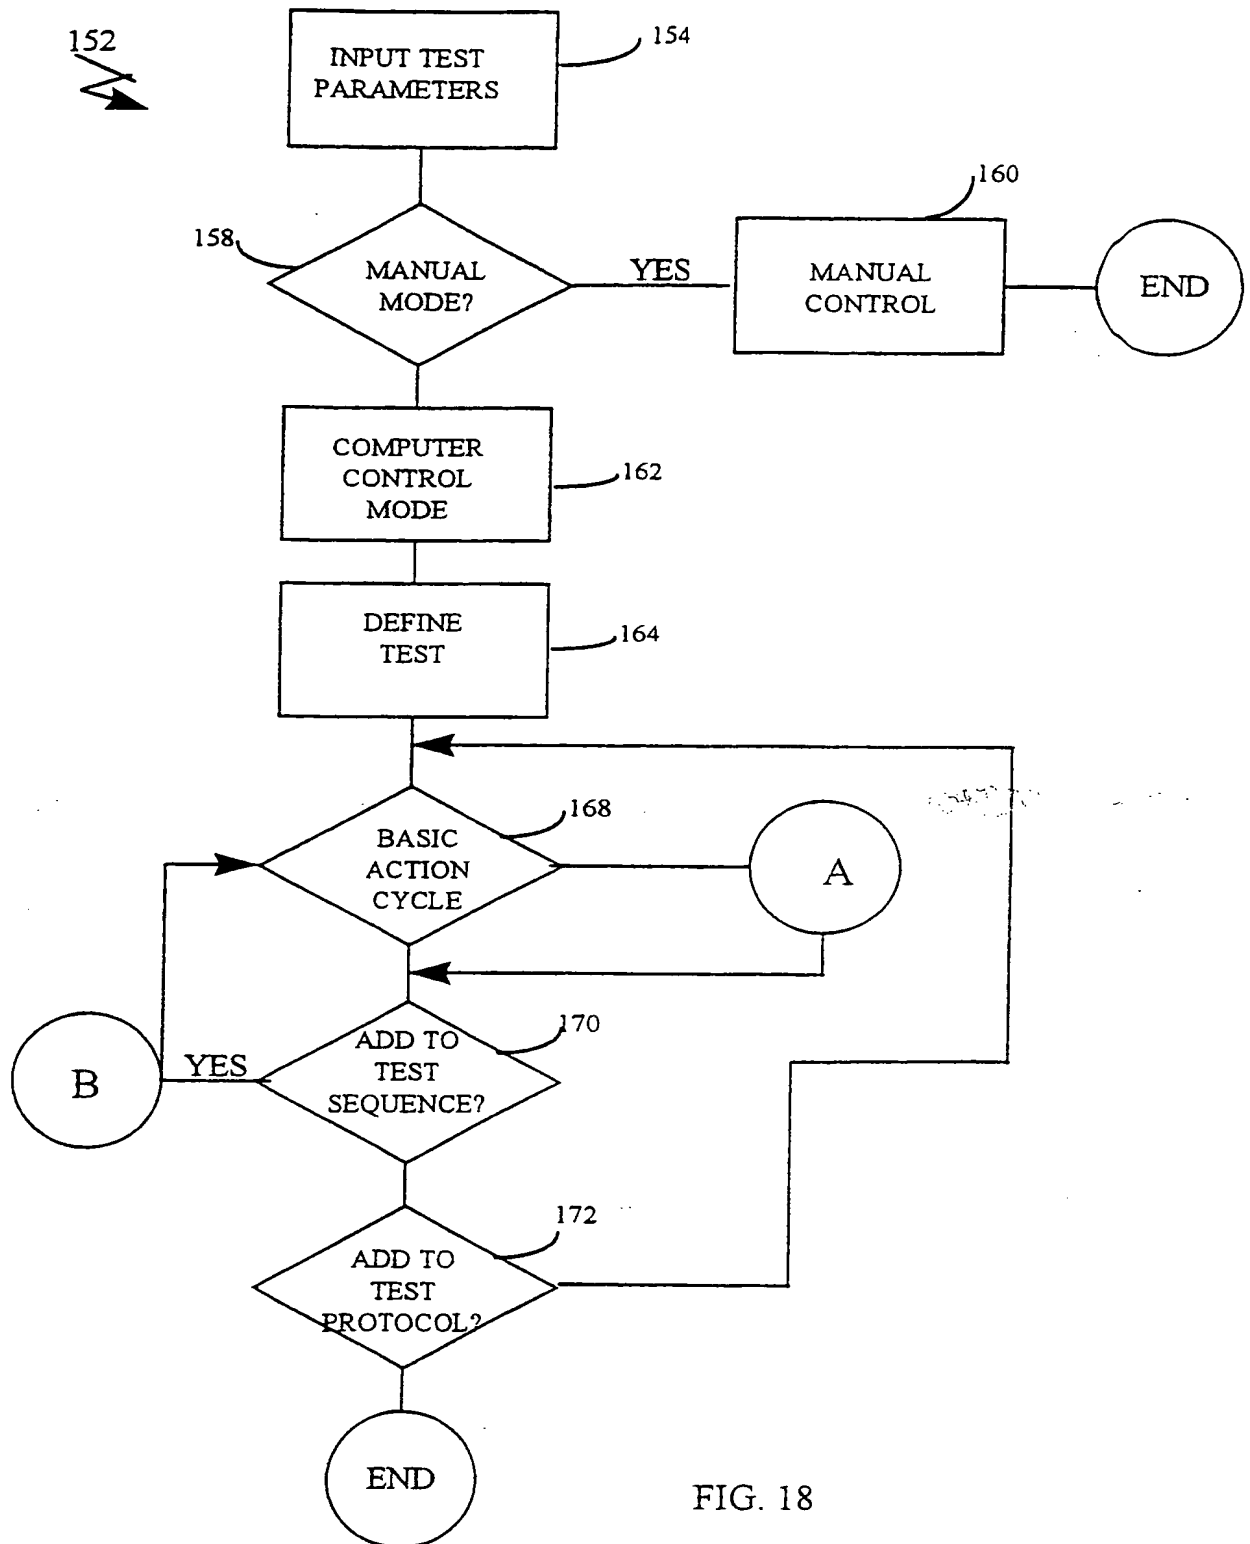 152
INPUT TEST
PARAMETERS
154
158
MANUAL
MODE?
YES
160
MANUAL
CONTROL
END
COMPUTER
CONTROL
MODE
162
DEFINE
TEST
164
BASIC
ACTION
CYCLE
168
A
B
YES
ADD TO
TEST
SEQUENCE?
170
ADD TO
TEST
PROTOCOL?
172
END
FIG. 18